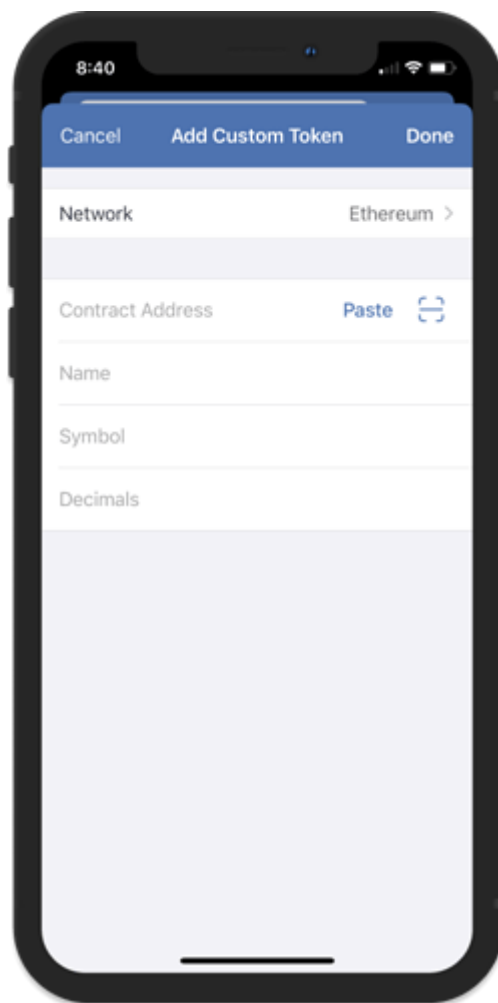 8:40
Cancel Add Custom Token Done
Network Ethereum
Contract Address Paste
Name
Symbol
Decimals